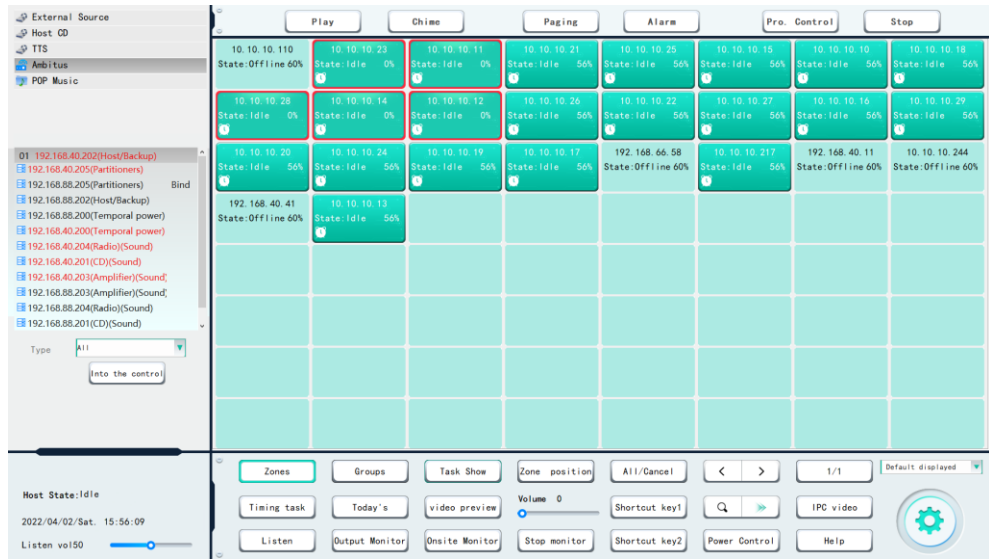 External Source
Host CD
TTS
Ambitus
POP Music
01 192.168.40.202(Host/Backup)
192.168.40.205(Partitioners)
192.168.88.205(Partitioners) Bind
192.168.88.202(Host/Backup)
192.168.88.200(Temporal power)
192.168.40.200(Temporal power)
192.168.40.204(Radio)(Sound)
192.168.40.201(CD)(Sound)
192.168.40.203(Amplifier)(Sound)
192.168.88.203(Amplifier)(Sound)
192.168.88.204(Radio)(Sound)
192.168.88.201(CD)(Sound)
Type All
Into the control
Host State:Idle
2022/04/02/Sat. 15:56:09
Listen vol50
Play Chime Paging Alarm Pro. Control Stop
10.10.10.110 10.10.10.23 10.10.10.11 10.10.10.21 10.10.10.25 10.10.10.15 10.10.10.10 10.10.10.18
State:Offline 60% State:Idle 0% State:Idle 0% State:Idle 56% State:Idle 56% State:Idle 56% State:Idle 56% State:Idle 56%
10.10.10.28 10.10.10.14 10.10.10.12 10.10.10.26 10.10.10.22 10.10.10.27 10.10.10.16 10.10.10.29
State:Idle 0% State:Idle 0% State:Idle 0% State:Idle 56% State:Idle 56% State:Idle 56% State:Idle 56% State:Idle 56%
10.10.10.20 10.10.10.24 10.10.10.19 10.10.10.17 192.168.66.58 10.10.10.217 192.168.40.11 10.10.10.244
State:Idle 56% State:Idle 56% State:Idle 56% State:Idle 56% State:Offline 60% State:Idle 56% State:Offline 60% State:Offline 60%
192.168.40.41 10.10.10.13
State:Offline 60% State:Idle 56%
Zones Groups Task Show Zone position All/Cancel < > 1/1 Default displayed
Timing task Today's video preview Volume 0 Shortcut key1 IPC video
Listen Output Monitor Onsite Monitor Stop monitor Shortcut key2 Power Control Help